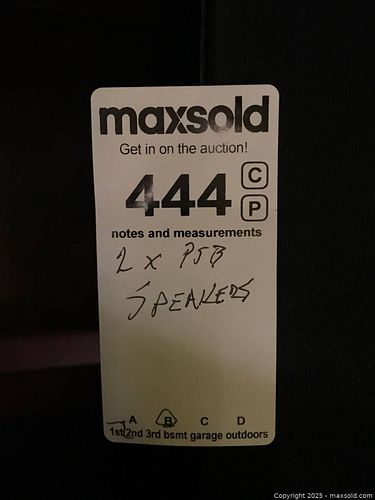 maxsold
Get in on the auction!
444 C
P
notes and measurements
2 x PSB
SPEAKERS
A B C D
1st 2nd 3rd bsmt garage outdoors
Copyright © 2025 - maxsold.com